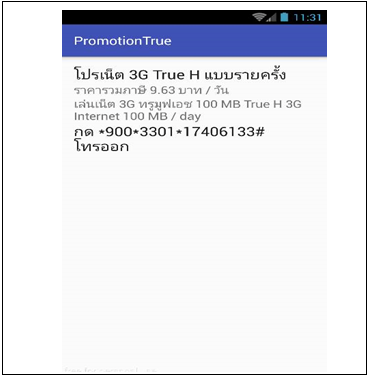 11:31
PromotionTrue
โปรเน็ต 3G True H แบบรายครั้ง
ราคารวมภาษี 9.63 บาท / วัน
เล่นเน็ต 3G ทรูมูฟเอช 100 MB True H 3G
Internet 100 MB / day
กด *900*3301*17406133#
โทรออก